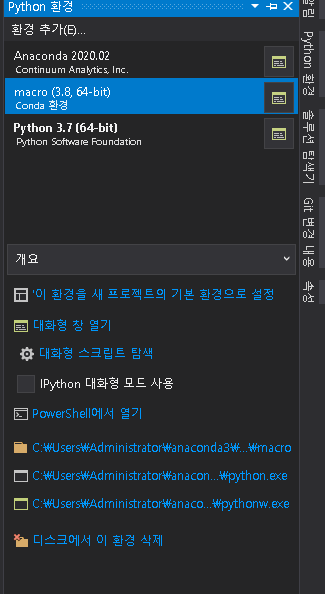 Python 환경
환경 추가(E)...
Anaconda 2020.02
Continuum Analytics, Inc.
macro (3.8, 64-bit)
Conda 환경
Python 3.7 (64-bit)
Python Software Foundation
개요
'이 환경을 새 프로젝트의 기본 환경으로 설정
대화형 창 열기
대화형 스크립트 탐색
IPython 대화형 모드 사용
PowerShell에서 열기
C:₩Users₩Administrator₩anaconda3₩...₩macro
C:₩Users₩Administrator₩anacon...₩python.exe
C:₩Users₩Administrator₩anaco...₩pythonw.exe
디스크에서 이 환경 삭제
Python 환경
솔루션 탐색기
Git 변경 내용
속성